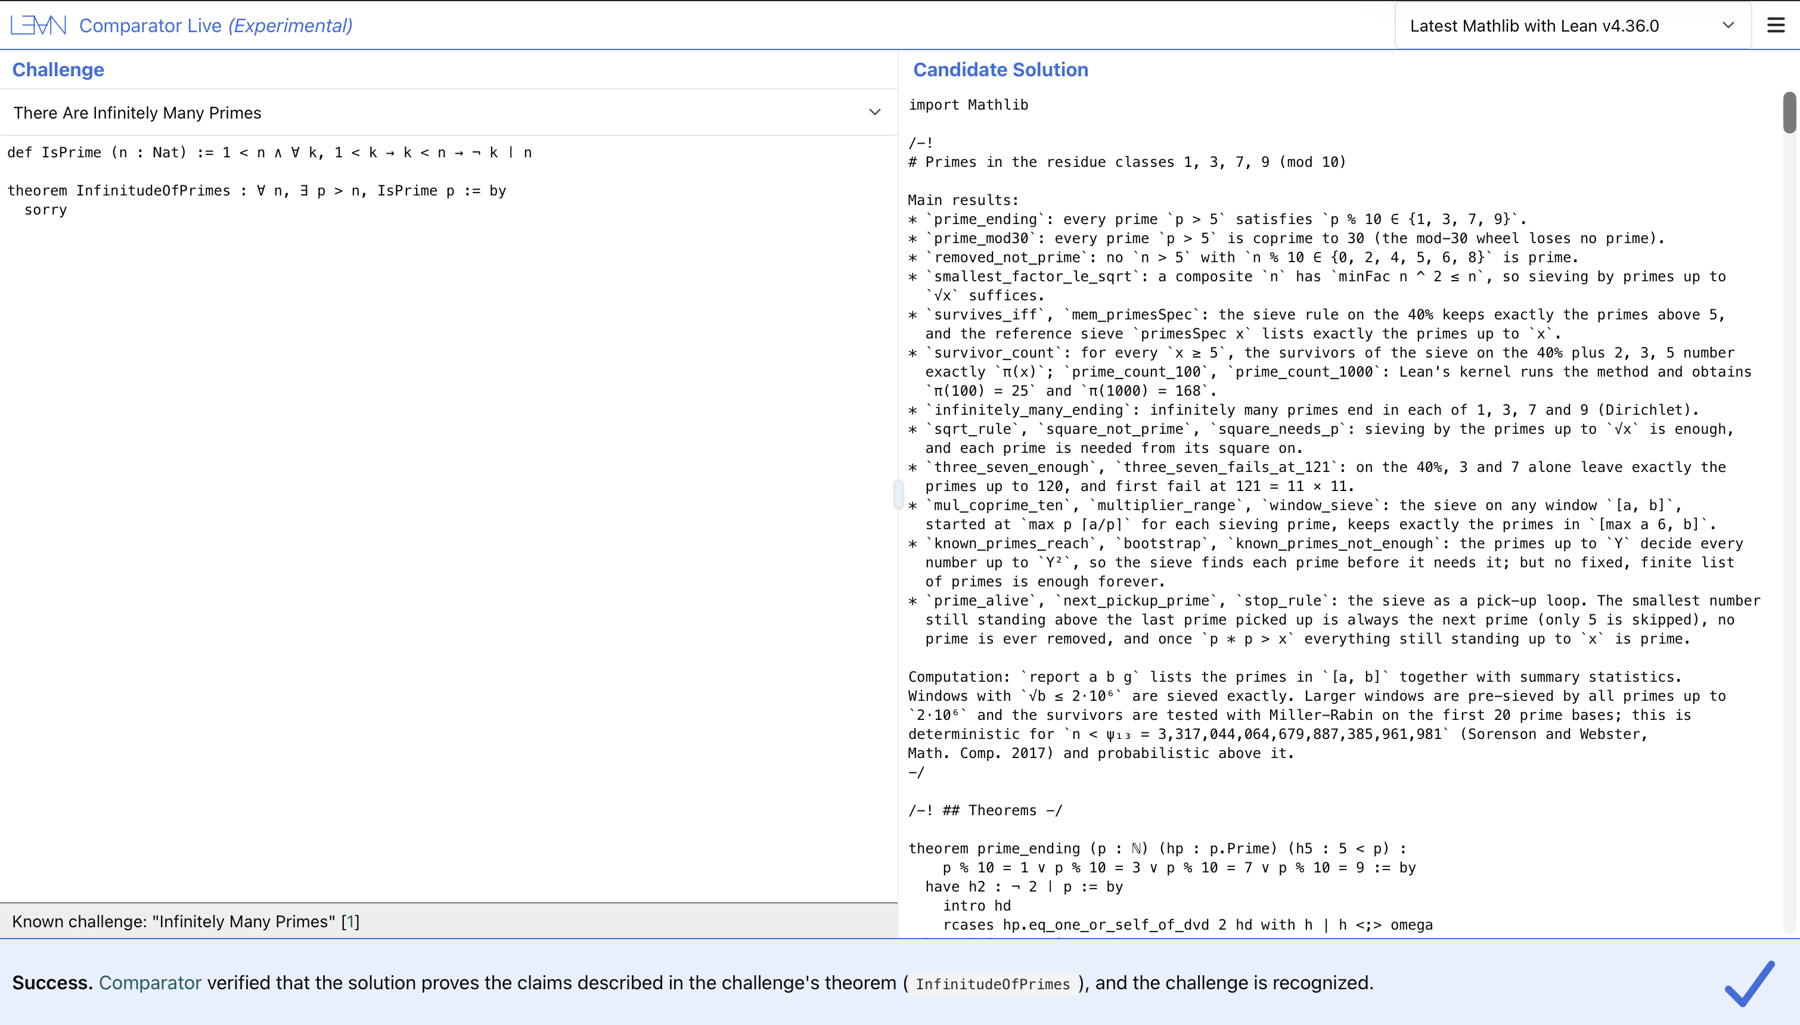 LEAN Comparator Live (Experimental)
Latest Mathlib with Lean v4.36.0
Challenge
There Are Infinitely Many Primes
def IsPrime (n : Nat) := 1 < n ∧ ∀ k, 1 < k → k < n → ¬ k ∣ n
theorem InfinitudeOfPrimes : ∀ n, ∃ p > n, IsPrime p := by
  sorry
Known challenge: "Infinitely Many Primes" [1]
Candidate Solution
import Mathlib
/-!
# Primes in the residue classes 1, 3, 7, 9 (mod 10)
Main results:
* `prime_ending`: every prime `p > 5` satisfies `p % 10 ∈ {1, 3, 7, 9}`.
* `prime_mod30`: every prime `p > 5` is coprime to 30 (the mod-30 wheel loses no prime).
* `removed_not_prime`: no `n > 5` with `n % 10 ∈ {0, 2, 4, 5, 6, 8}` is prime.
* `smallest_factor_le_sqrt`: a composite `n` has `minFac n ^ 2 ≤ n`, so sieving by primes up to
  `√x` suffices.
* `survives_iff`, `mem_primesSpec`: the sieve rule on the 40% keeps exactly the primes above 5,
  and the reference sieve `primesSpec x` lists exactly the primes up to `x`.
* `survivor_count`: for every `x ≥ 5`, the survivors of the sieve on the 40% plus 2, 3, 5 number
  exactly `π(x)`; `prime_count_100`, `prime_count_1000`: Lean's kernel runs the method and obtains
  `π(100) = 25` and `π(1000) = 168`.
* `infinitely_many_ending`: infinitely many primes end in each of 1, 3, 7 and 9 (Dirichlet).
* `sqrt_rule`, `square_not_prime`, `square_needs_p`: sieving by the primes up to `√x` is enough,
  and each prime is needed from its square on.
* `three_seven_enough`, `three_seven_fails_at_121`: on the 40%, 3 and 7 alone leave exactly the
  primes up to 120, and first fail at 121 = 11 × 11.
* `mul_coprime_ten`, `multiplier_range`, `window_sieve`: the sieve on any window `[a, b]`,
  started at `max p ⌈a/p⌉` for each sieving prime, keeps exactly the primes in `[max a 6, b]`.
* `known_primes_reach`, `bootstrap`, `known_primes_not_enough`: the primes up to `Y` decide every
  number up to `Y²`, so the sieve finds each prime before it needs it; but no fixed, finite list
  of primes is enough forever.
* `prime_alive`, `next_pickup_prime`, `stop_rule`: the sieve as a pick-up loop. The smallest number
  still standing above the last prime picked up is always the next prime (only 5 is skipped), no
  prime is ever removed, and once `p * p > x` everything still standing up to `x` is prime.
Computation: `report a b g` lists the primes in `[a, b]` together with summary statistics.
Windows with `√b ≤ 2·10⁶` are sieved exactly. Larger windows are pre-sieved by all primes up to
`2·10⁶` and the survivors are tested with Miller-Rabin on the first 20 prime bases; this is
deterministic for `n < ψ₁₃ = 3,317,044,064,679,887,385,961,981` (Sorenson and Webster,
Math. Comp. 2017) and probabilistic above it.
-/
/-! ## Theorems -/
theorem prime_ending (p : ℕ) (hp : p.Prime) (h5 : 5 < p) :
    p % 10 = 1 ∨ p % 10 = 3 ∨ p % 10 = 7 ∨ p % 10 = 9 := by
  have h2 : ¬ 2 ∣ p := by
    intro hd
    rcases hp.eq_one_or_self_of_dvd 2 hd with h | h <;> omega
Success. Comparator verified that the solution proves the claims described in the challenge's theorem ( InfinitudeOfPrimes ), and the challenge is recognized.